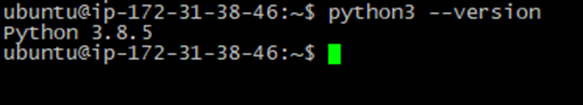 ubuntu@ip-172-31-38-46:~$ python3 --version
Python 3.8.5
ubuntu@ip-172-31-38-46:~$